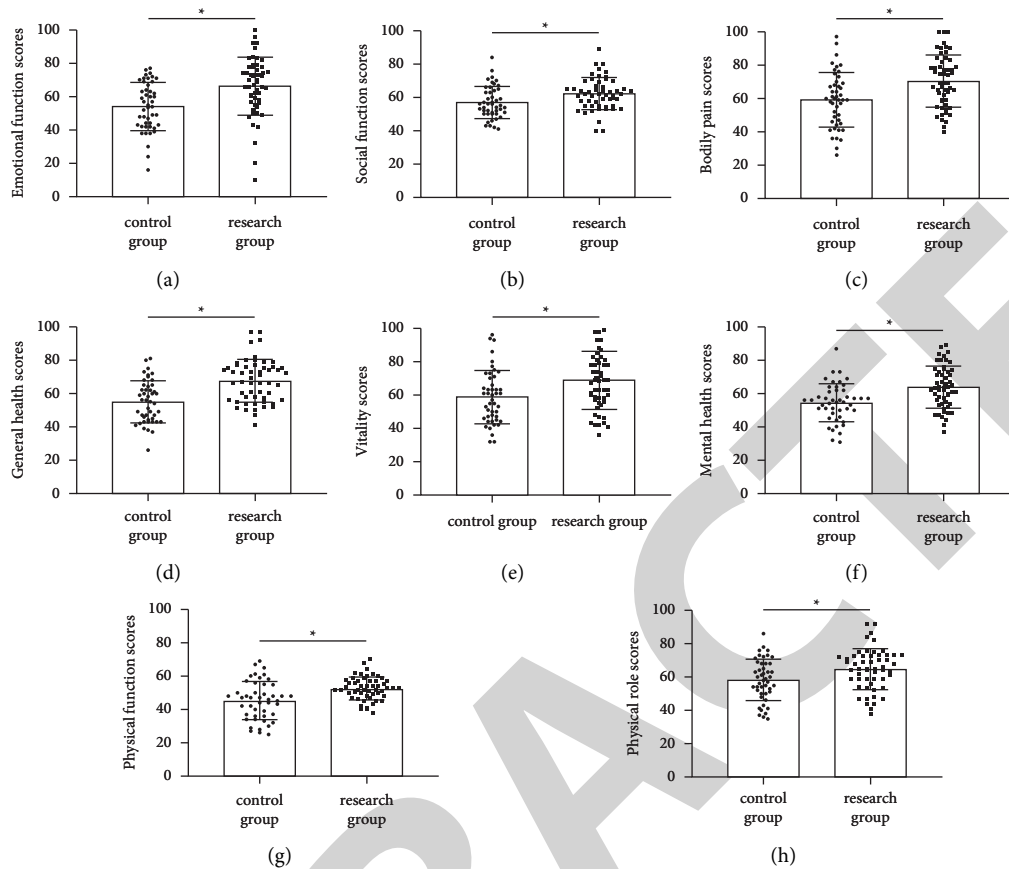 *
100
80
60
40
20
0
Emotional function scores
control group
research group
(a)
*
100
80
60
40
20
0
Social function scores
control group
research group
(b)
*
100
80
60
40
20
0
Bodily pain scores
control group
research group
(c)
*
100
80
60
40
20
0
General health scores
control group
research group
(d)
*
100
80
60
40
20
0
Vitality scores
control group research group
(e)
*
100
80
60
40
20
0
Mental health scores
control group
research group
(f)
*
100
80
60
40
20
0
Physical function scores
control group
research group
(g)
*
100
80
60
40
20
0
Physical role scores
control group
research group
(h)